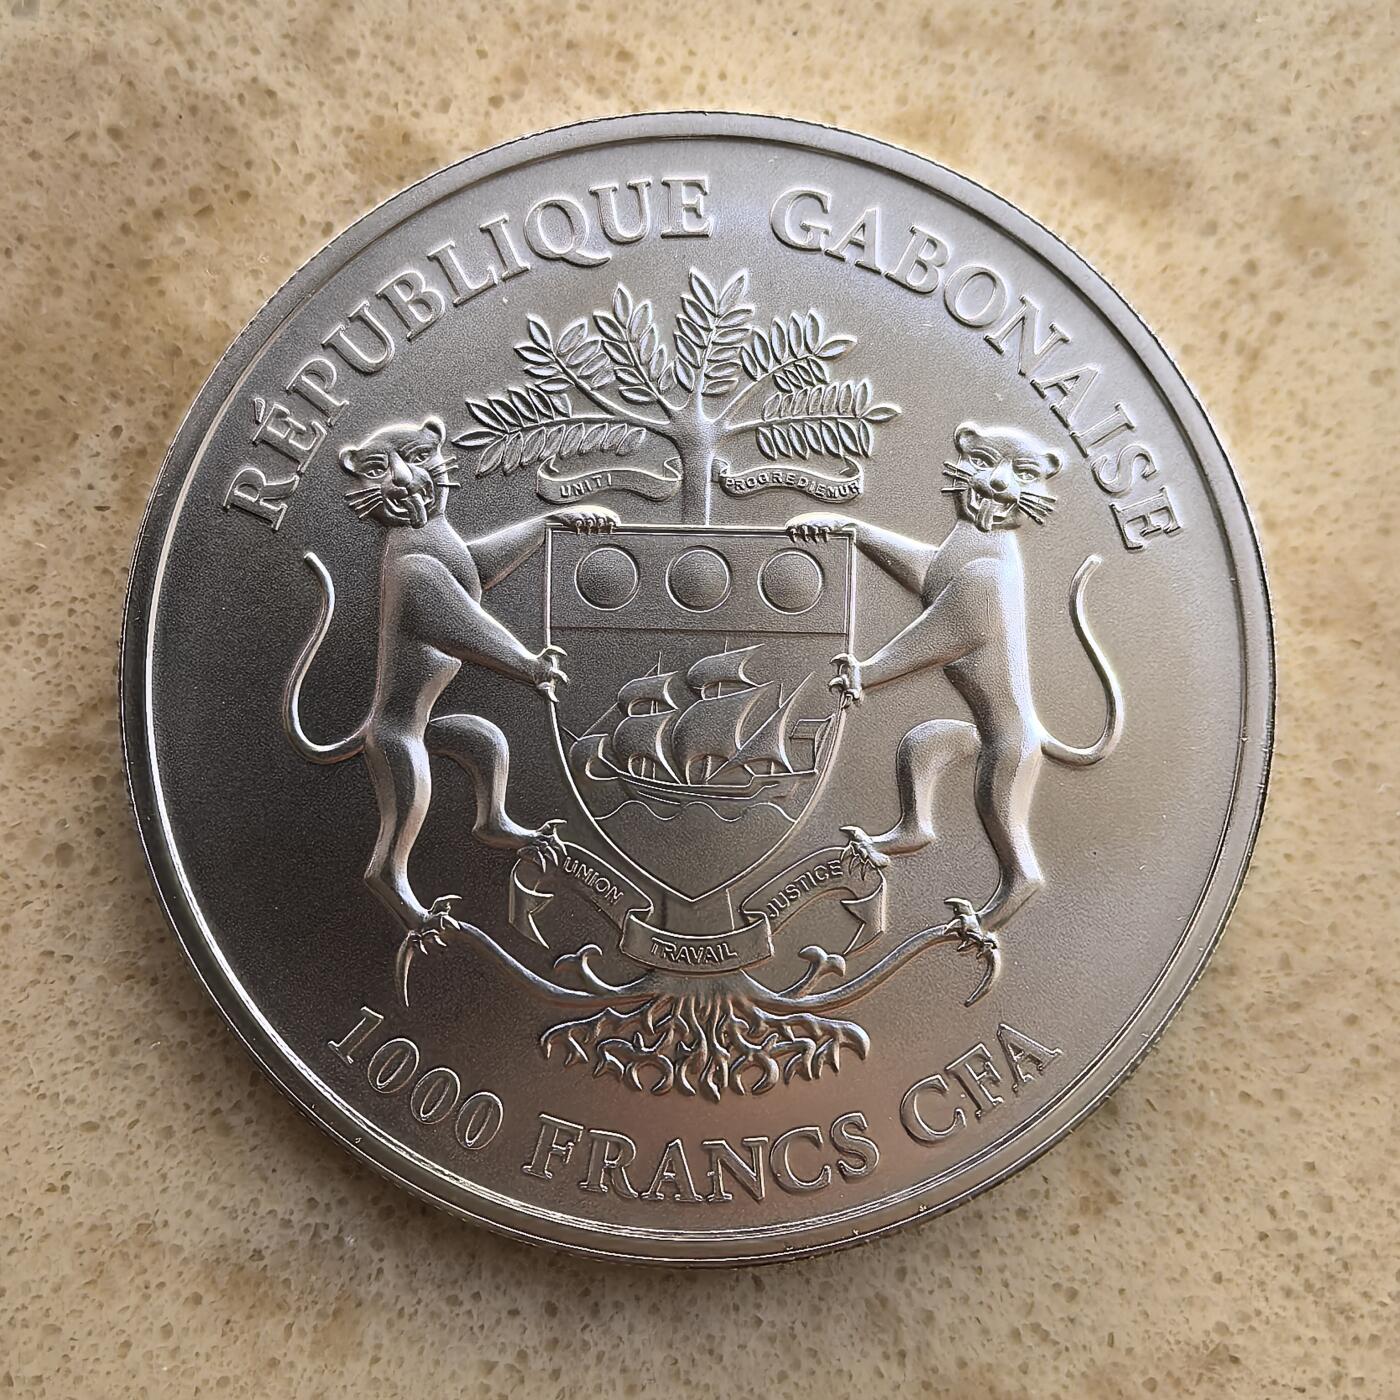 RÉPUBLIQUE GABONAISE
UNITI PROGREDIEMUR
UNION TRAVAIL JUSTICE
1000 FRANCS CFA